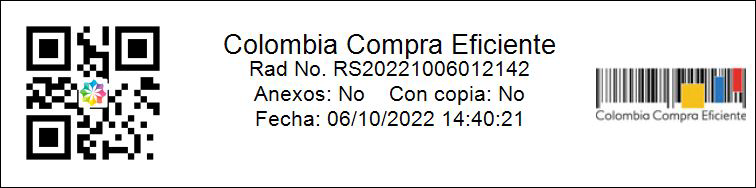 Colombia Compra Eficiente
Rad No. RS20221006012142
Anexos: No Con copia: No
Fecha: 06/10/2022 14:40:21
Colombia Compra Eficiente